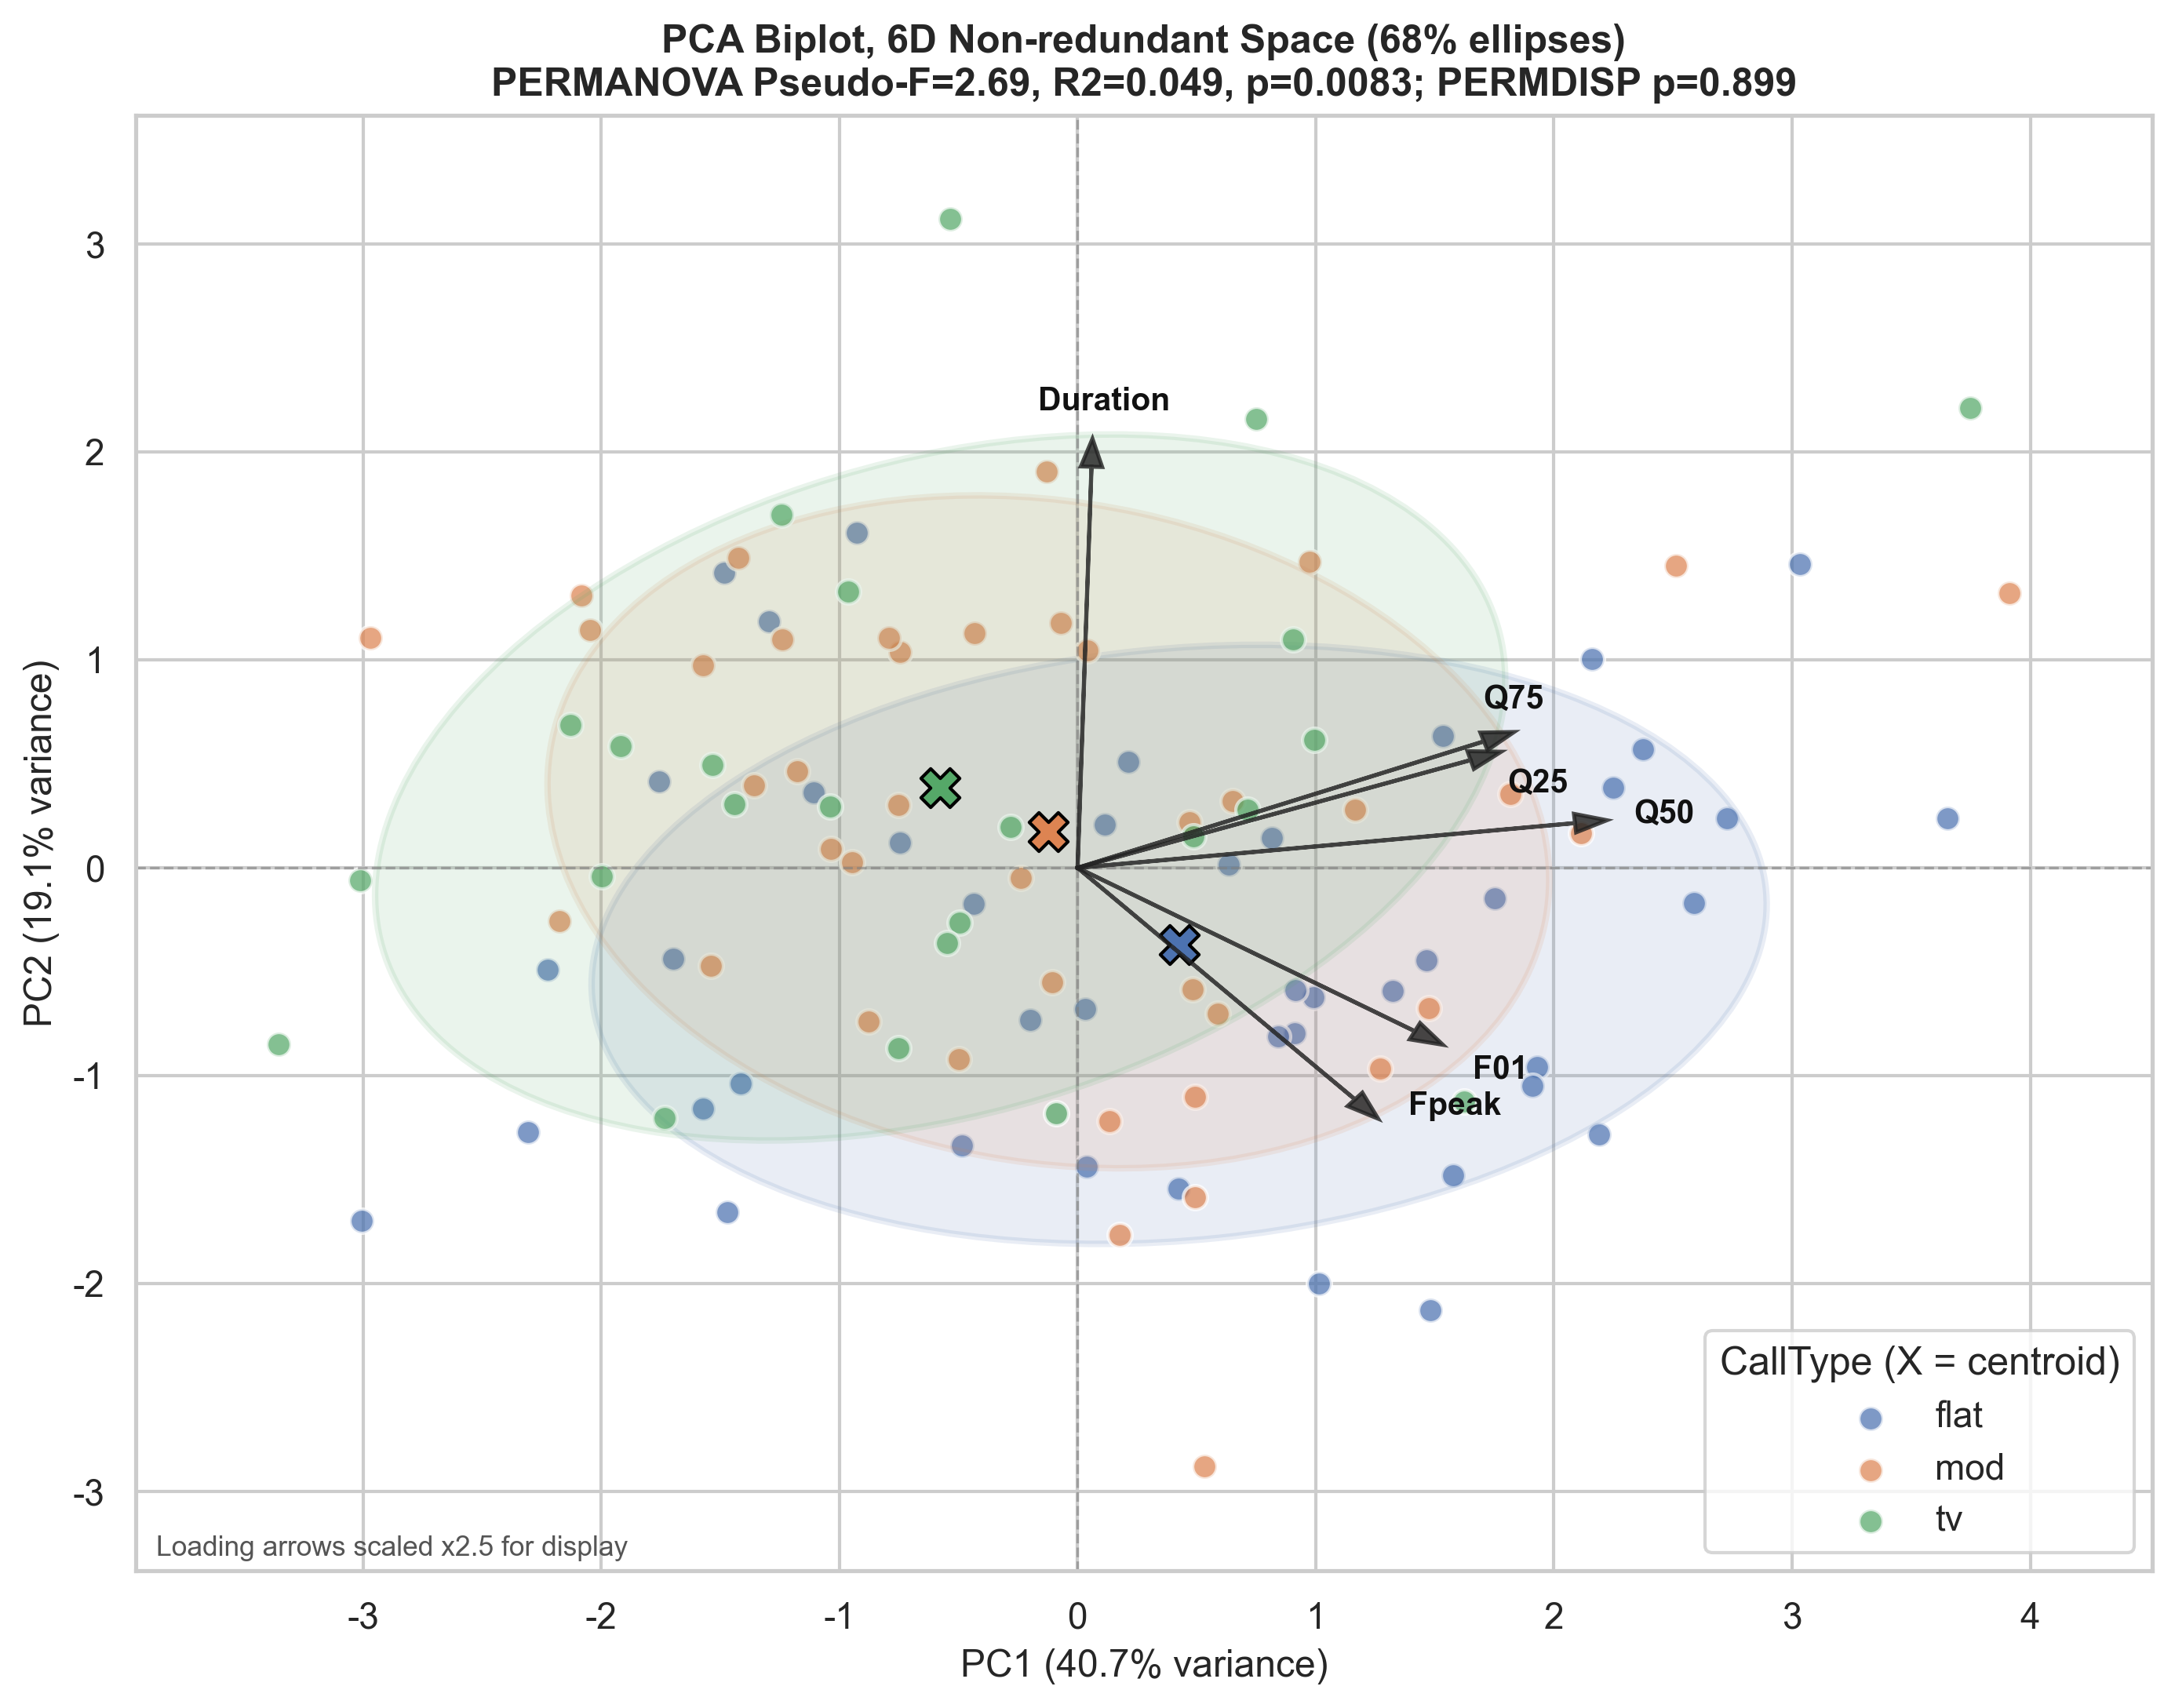 PCA Biplot, 6D Non-redundant Space (68% ellipses)
PERMANOVA Pseudo-F=2.69, R2=0.049, p=0.0083; PERMDISP p=0.899
PC2 (19.1% variance)
3
2
1
0
-1
-2
-3
Duration
Q75
Q25
Q50
F01
Fpeak
CallType (X = centroid)
flat
mod
tv
Loading arrows scaled x2.5 for display
-3
-2
-1
0
1
2
3
4
PC1 (40.7% variance)